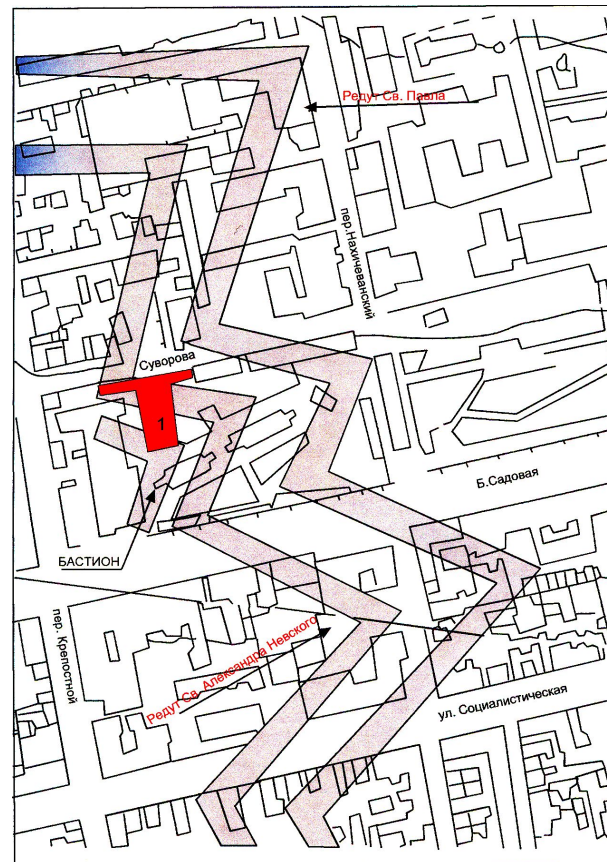 Редут Св. Павла
пер.Нахичеванский
Суворова
1
Б.Садовая
БАСТИОН
пер. Крепостной
Редут Св. Александра Невского
ул. Социалистическая